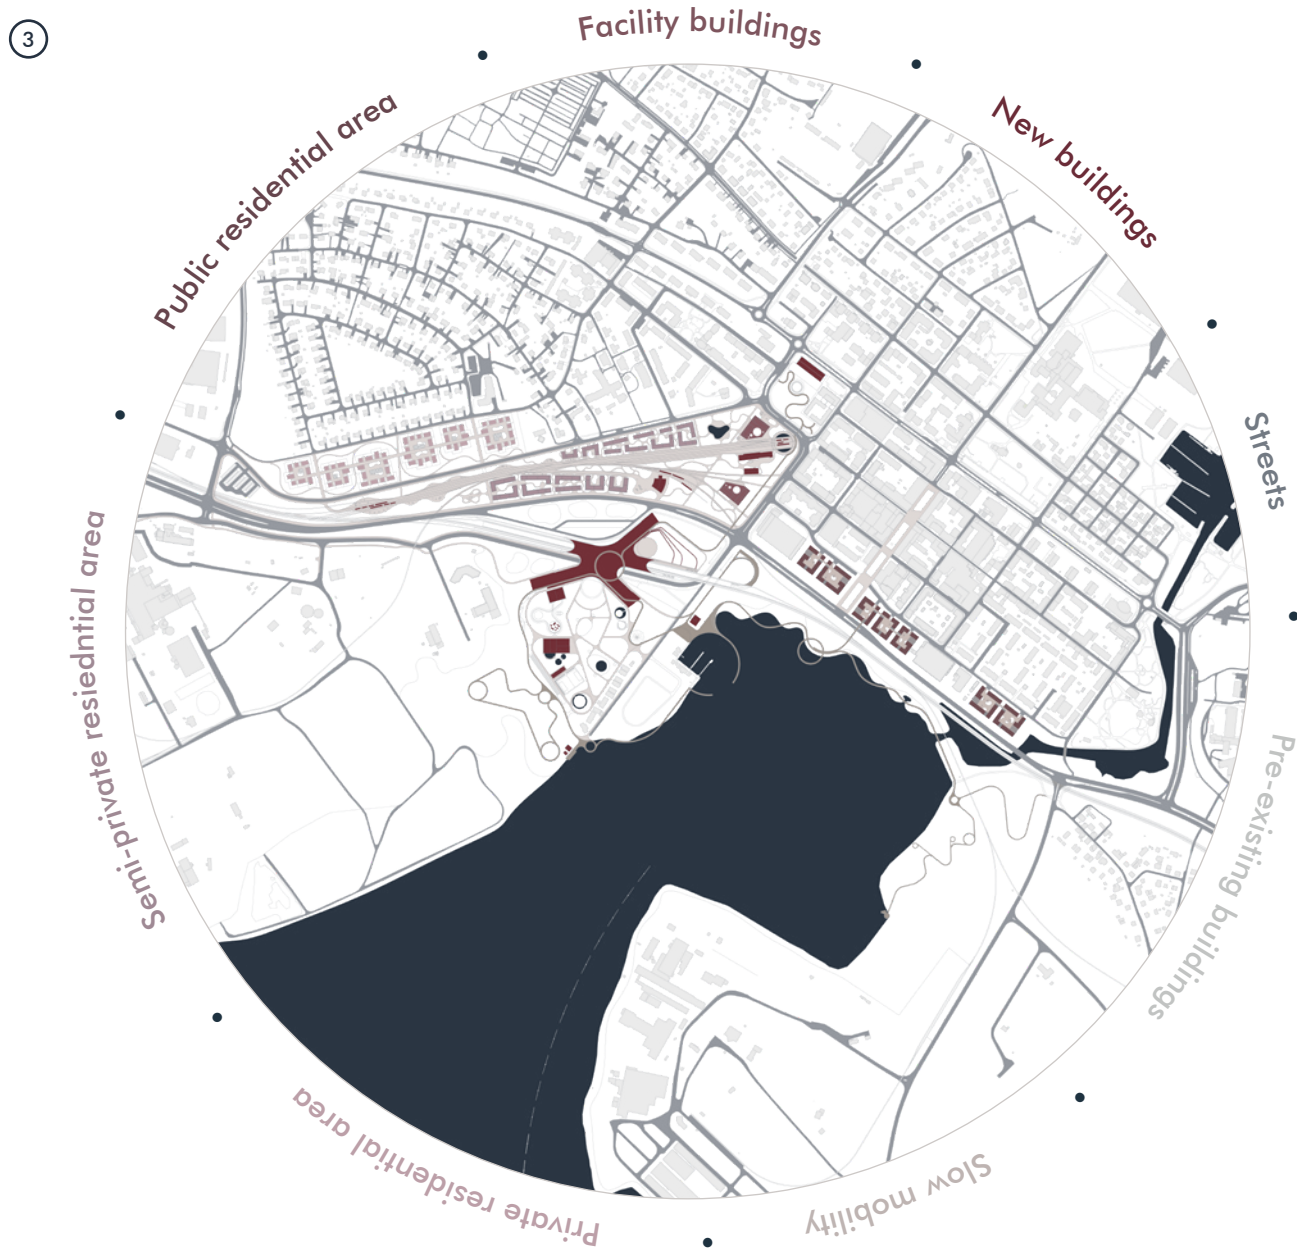 3
Facility buildings
New buildings
Streets
Pre-existing buildings
Slow mobility
Private residential area
Semi-private resiedntial area
Public residential area